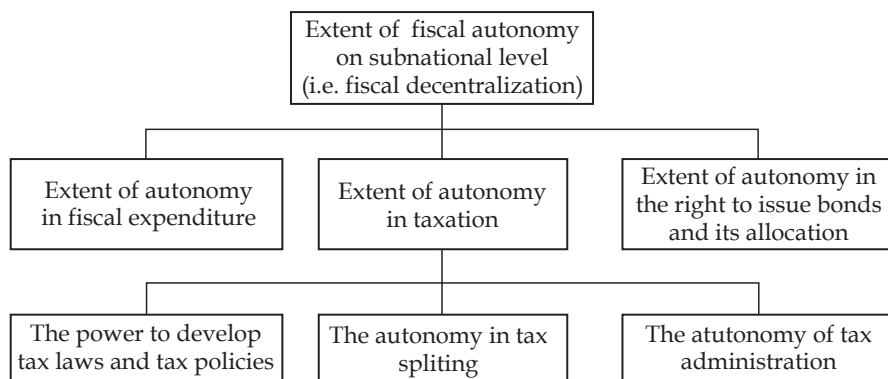 Extent of fiscal autonomy
on subnational level
(i.e. fiscal decentralization)
Extent of autonomy
in fiscal expenditure
Extent of autonomy
in taxation
Extent of autonomy in
the right to issue bonds
and its allocation
The power to develop
tax laws and tax policies
The autonomy in tax
spliting
The atutonomy of tax
administration